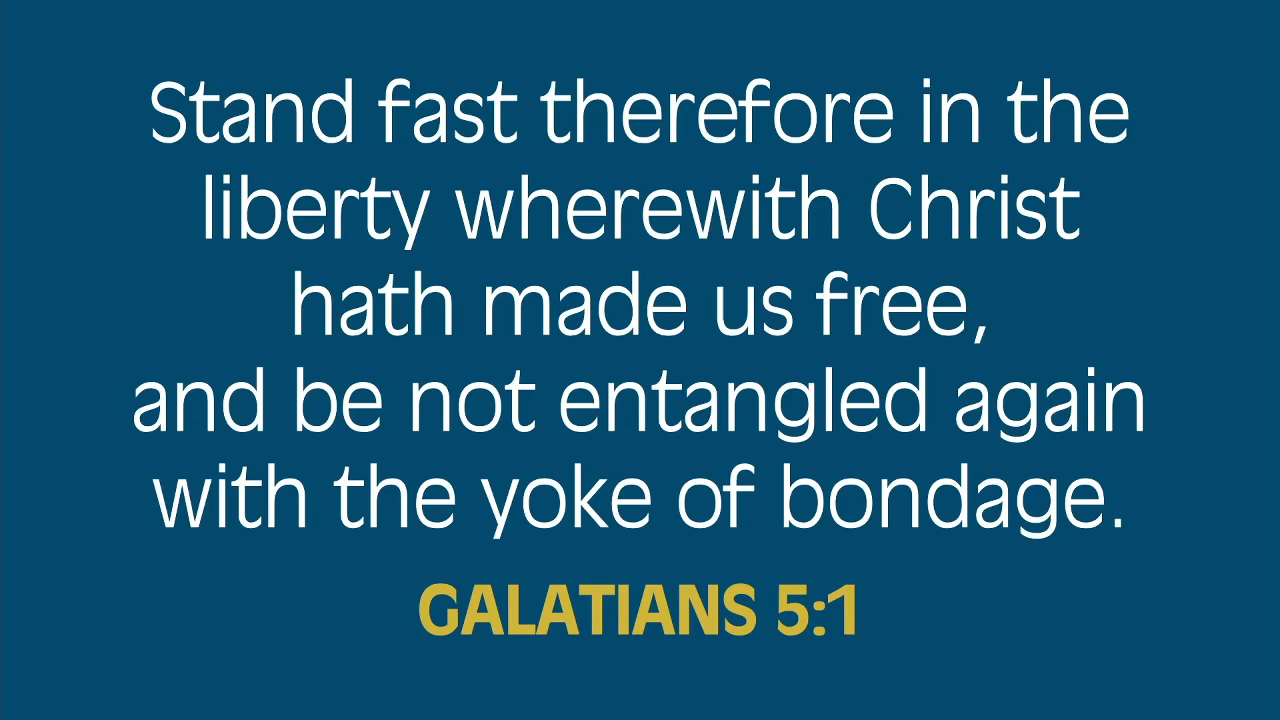 Stand fast therefore in the
liberty wherewith Christ
hath made us free,
and be not entangled again
with the yoke of bondage.
GALATIANS 5:1